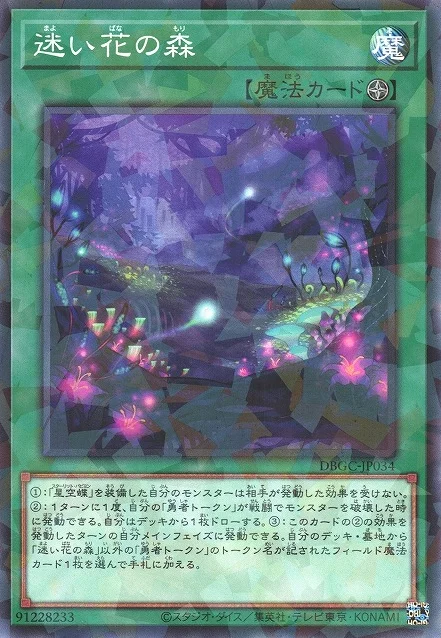 迷い花の森
魔
【魔法カード】
DBGC-JP034
①：「星空蝶」を装備した自分のモンスターは相手が発動した効果を受けない。
②：１ターンに１度、自分の「勇者トークン」が戦闘でモンスターを破壊した時
に発動できる。自分はデッキから１枚ドローする。③：このカードの②の効果を
発動したターンの自分メインフェイズに発動できる。自分のデッキ・墓地から
「迷い花の森」以外の「勇者トークン」のトークン名が記されたフィールド魔法
カード１枚を選んで手札に加える。
91228233
©スタジオ・ダイス／集英社・テレビ東京・KONAMI